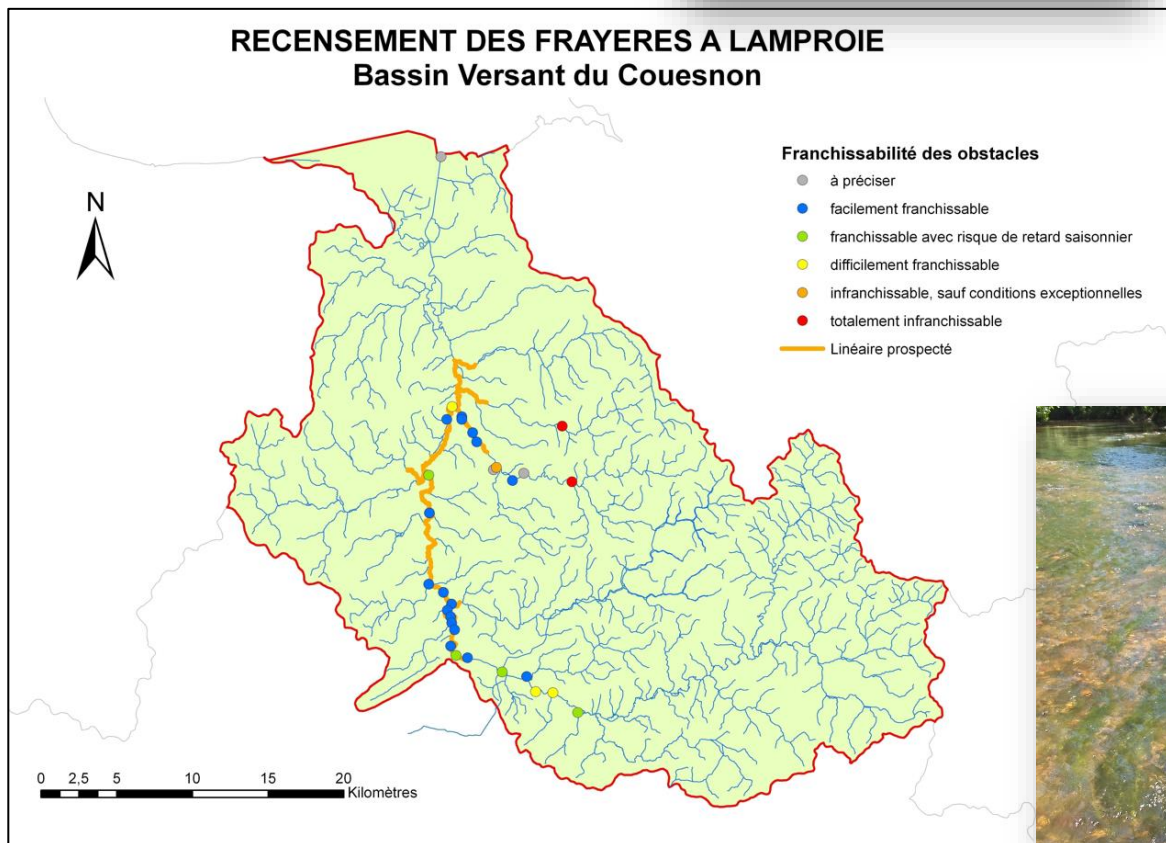 RECENSEMENT DES FRAYERES A LAMPROIE
Bassin Versant du Couesnon
N
Franchissabilité des obstacles
à préciser
facilement franchissable
franchissable avec risque de retard saisonnier
difficilement franchissable
infranchissable, sauf conditions exceptionnelles
totalement infranchissable
Linéaire prospecté
0 2,5 5 10 15 20
Kilomètres